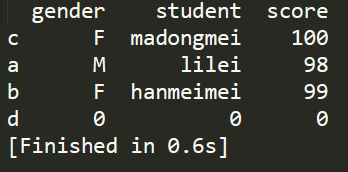 gender student score
c F madongmei 100
a M lilei 98
b F hanmeimei 99
d 0 0 0
[Finished in 0.6s]